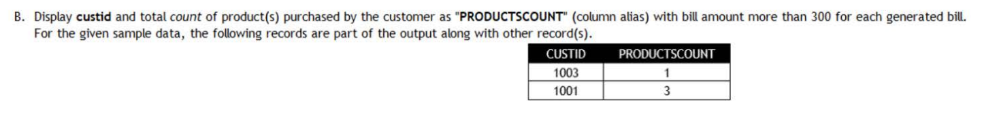 B. Display custid and total count of product(s) purchased by the customer as "PRODUCTSCOUNT" (column alias) with bill amount more than 300 for each generated bill.
For the given sample data, the following records are part of the output along with other record(s).
CUSTID PRODUCTSCOUNT
1003 1
1001 3